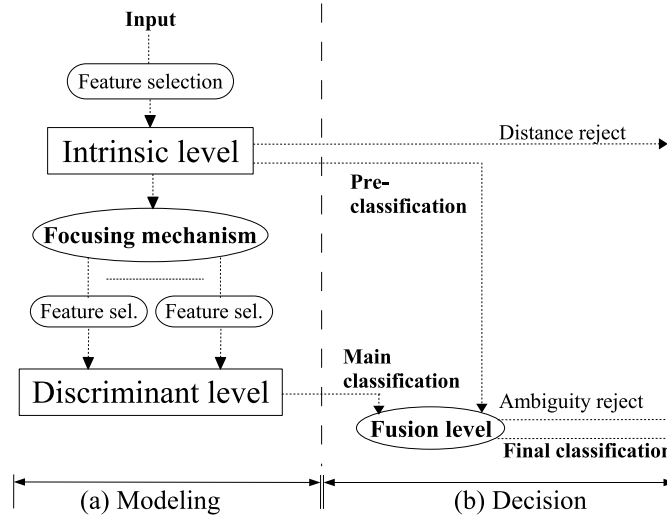 Input
Feature selection
Intrinsic level
Distance reject
Pre-
classification
Focusing mechanism
Feature sel.
Feature sel.
Main
classification
Discriminant level
Ambiguity reject
Fusion level
Final classification
(a) Modeling
(b) Decision